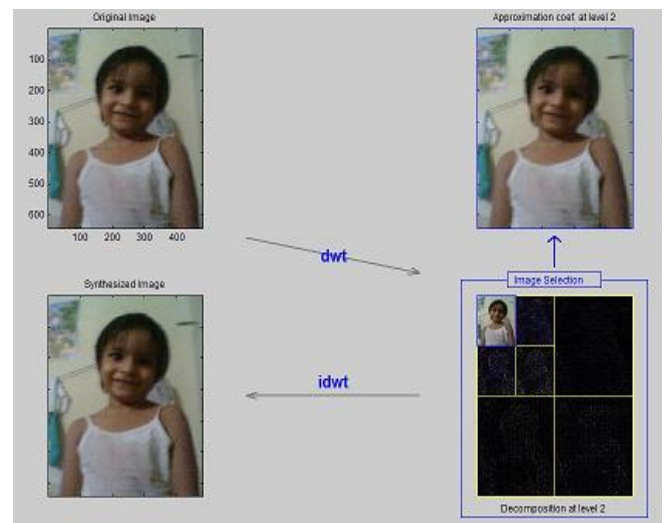 Original Image
100
200
300
400
500
600
100 200 300 400
Approximation coef. at level 2
dwt
Synthesized Image
idwt
Image Selection
Decomposition at level 2